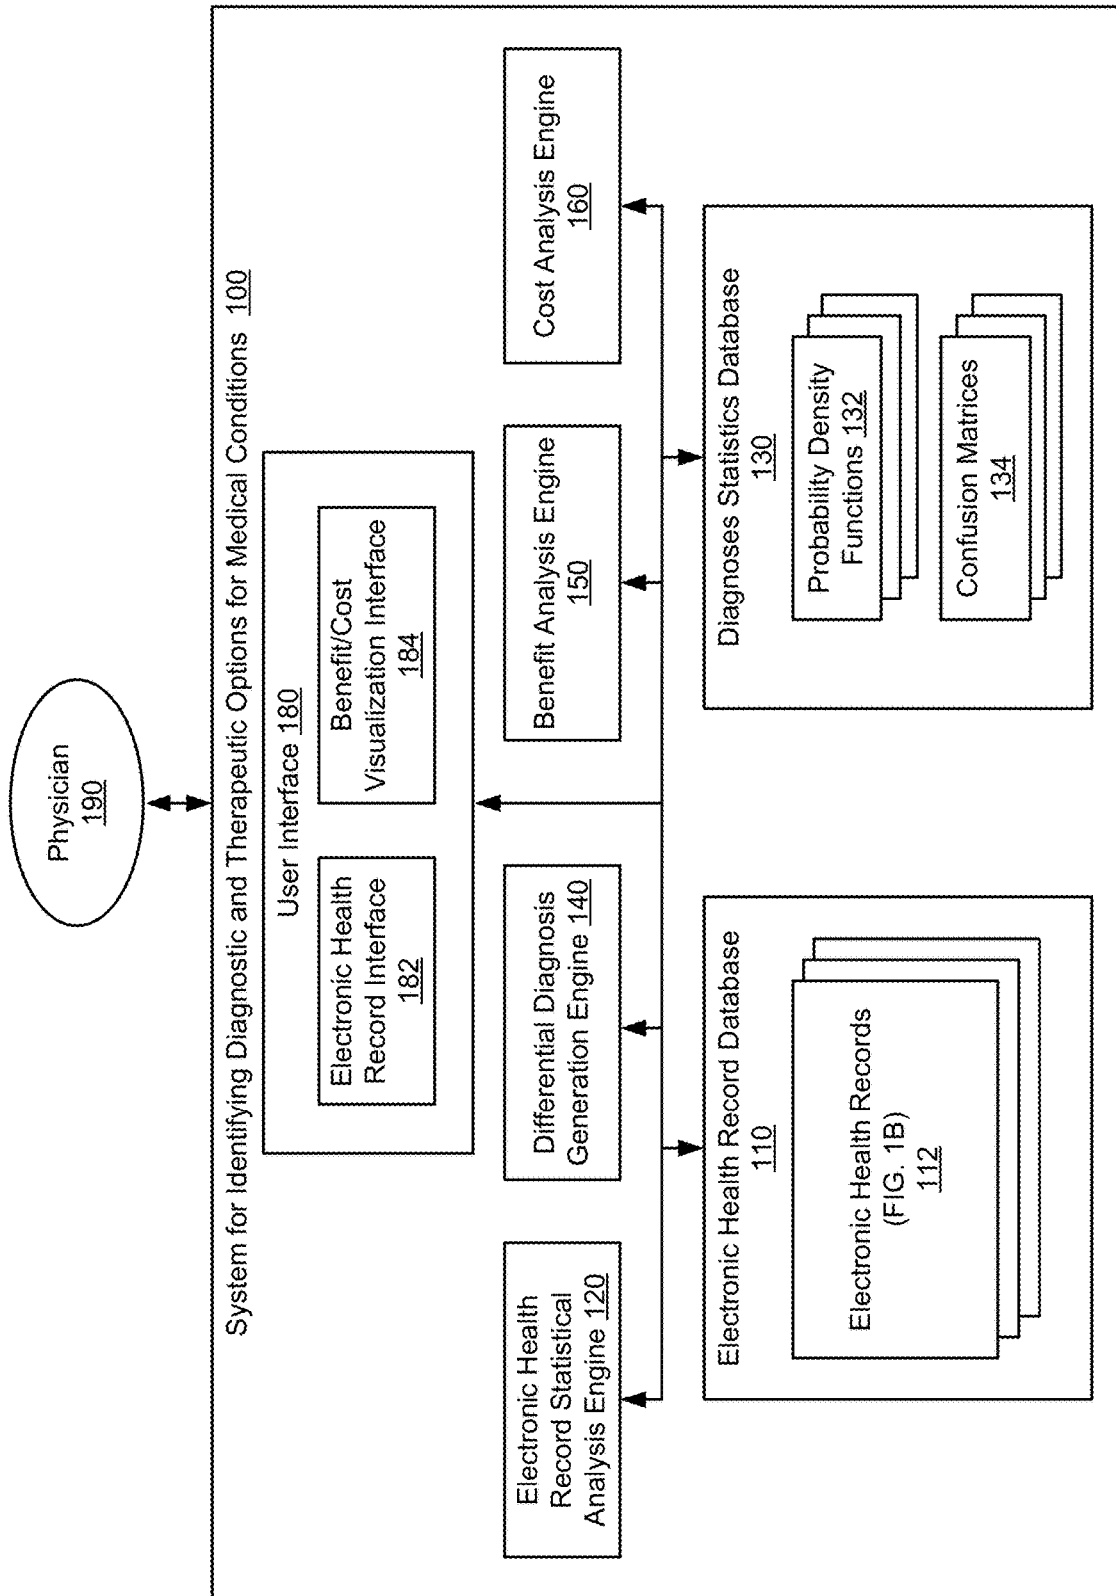 Physician
190
System for Identifying Diagnostic and Therapeutic Options for Medical Conditions 100
User Interface 180
Electronic Health
Record Interface
182
Benefit/Cost
Visualization Interface
184
Electronic Health
Record Statistical
Analysis Engine 120
Differential Diagnosis
Generation Engine 140
Benefit Analysis Engine
150
Cost Analysis Engine
160
Electronic Health Record Database
110
Electronic Health Records
(FIG. 1B)
112
Diagnoses Statistics Database
130
Probability Density
Functions 132
Confusion Matrices
134